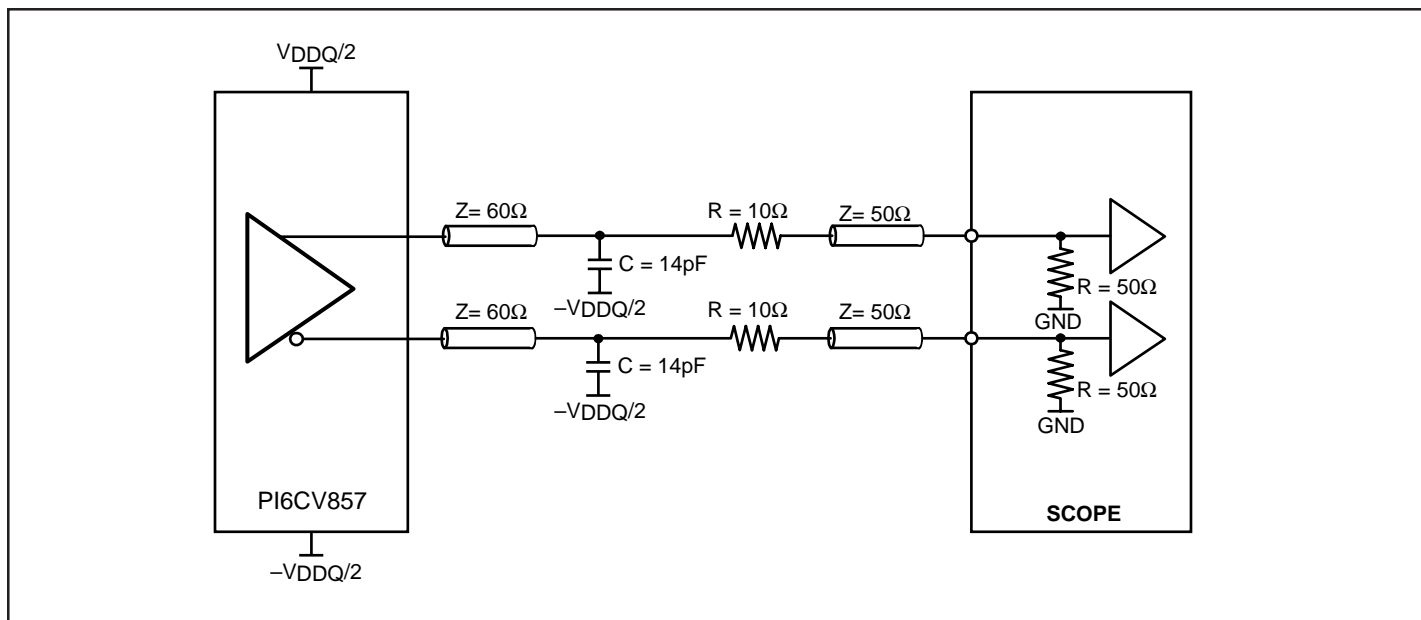 VDDQ/2
Z= 60Ω
R = 10Ω
Z= 50Ω
C = 14pF
–VDDQ/2
R = 50Ω
GND
Z= 60Ω
R = 10Ω
Z= 50Ω
C = 14pF
–VDDQ/2
R = 50Ω
GND
PI6CV857
SCOPE
–VDDQ/2